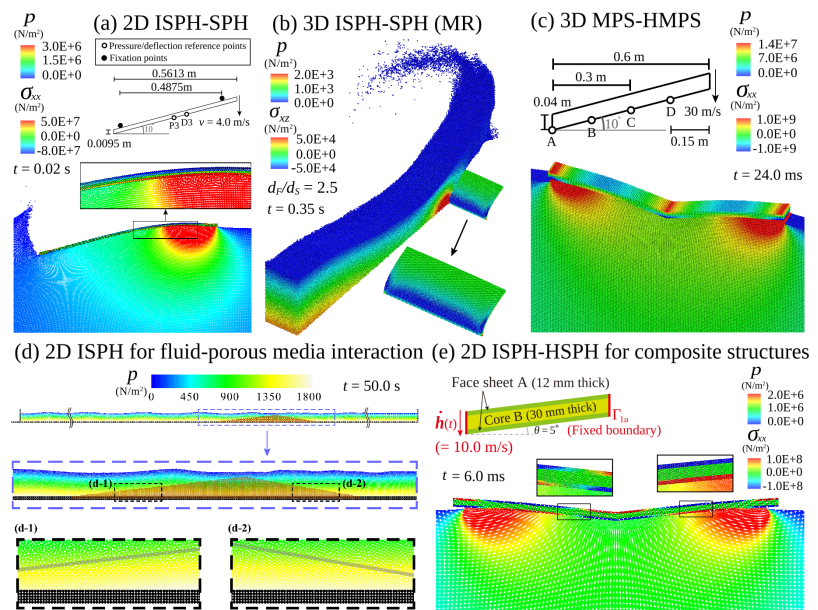 (a) 2D ISPH-SPH
p
(N/m²)
3.0E+6
1.5E+6
0.0E+0
σxx
(N/m²)
5.0E+7
0.0E+0
-8.0E+7
Pressure/deflection reference points
Fixation points
0.5613 m
0.4875m
P3 D3
10°
v = 4.0 m/s
0.0095 m
t = 0.02 s
(b) 3D ISPH-SPH (MR)
p
(N/m²)
2.0E+3
1.0E+3
0.0E+0
σxz
(N/m²)
5.0E+4
0.0E+0
-5.0E+4
dF/dS = 2.5
t = 0.35 s
(c) 3D MPS-HMPS
0.6 m
0.3 m
0.04 m
A B C D
10°
30 m/s
0.15 m
p
(N/m²)
1.4E+7
7.0E+6
0.0E+0
σxx
(N/m²)
1.0E+9
0.0E+0
-1.0E+9
t = 24.0 ms
(d) 2D ISPH for fluid-porous media interaction
p
(N/m²)
0 450 900 1350 1800
t = 50.0 s
(d-1)
(d-2)
(d-1)
(d-2)
(e) 2D ISPH-HSPH for composite structures
Face sheet A (12 mm thick)
Core B (30 mm thick)
ḣ(t)
θ = 5°
Γ1u
(Fixed boundary)
(= 10.0 m/s)
t = 6.0 ms
p
(N/m²)
2.0E+6
1.0E+6
0.0E+0
σxx
(N/m²)
1.0E+8
0.0E+0
-1.0E+8